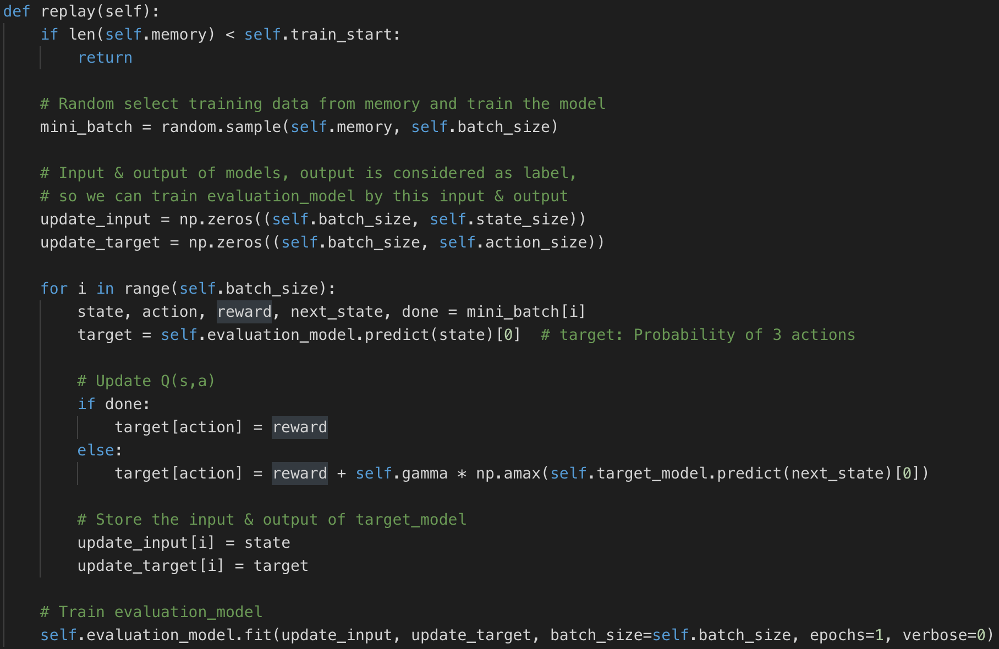 def replay(self):
    if len(self.memory) < self.train_start:
        return

    # Random select training data from memory and train the model
    mini_batch = random.sample(self.memory, self.batch_size)

    # Input & output of models, output is considered as label,
    # so we can train evaluation_model by this input & output
    update_input = np.zeros((self.batch_size, self.state_size))
    update_target = np.zeros((self.batch_size, self.action_size))

    for i in range(self.batch_size):
        state, action, reward, next_state, done = mini_batch[i]
        target = self.evaluation_model.predict(state)[0]  # target: Probability of 3 actions

        # Update Q(s,a)
        if done:
            target[action] = reward
        else:
            target[action] = reward + self.gamma * np.amax(self.target_model.predict(next_state)[0])

        # Store the input & output of target_model
        update_input[i] = state
        update_target[i] = target

    # Train evaluation_model
    self.evaluation_model.fit(update_input, update_target, batch_size=self.batch_size, epochs=1, verbose=0)